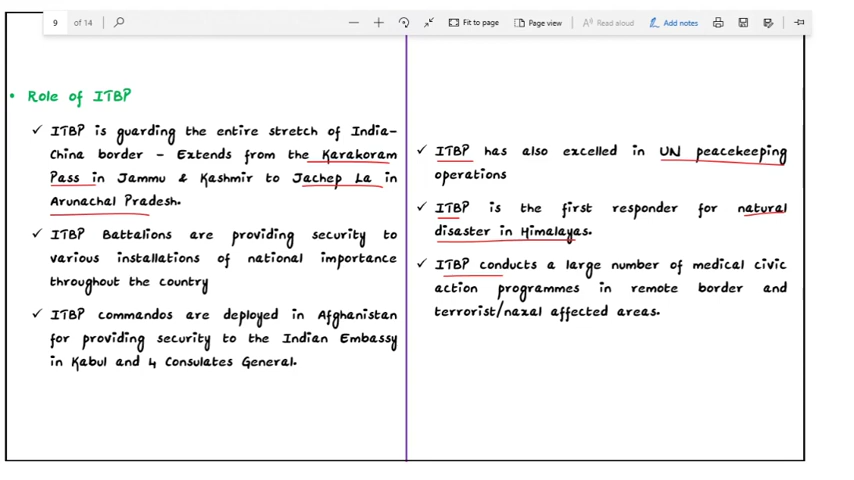 9 of 14 Fit to page Page view Read aloud Add notes
• Role of ITBP
✓ ITBP is guarding the entire stretch of India-
China border - Extends from the Karakoram
Pass in Jammu & Kashmir to Jachep La in
Arunachal Pradesh.
✓ ITBP Battalions are providing security to
various installations of national importance
throughout the country
✓ ITBP commandos are deployed in Afghanistan
for providing security to the Indian Embassy
in Kabul and 4 Consulates General.
✓ ITBP has also excelled in UN peacekeeping
operations
✓ ITBP is the first responder for natural
disaster in Himalayas.
✓ ITBP conducts a large number of medical civic
action programmes in remote border and
terrorist/naxal affected areas.